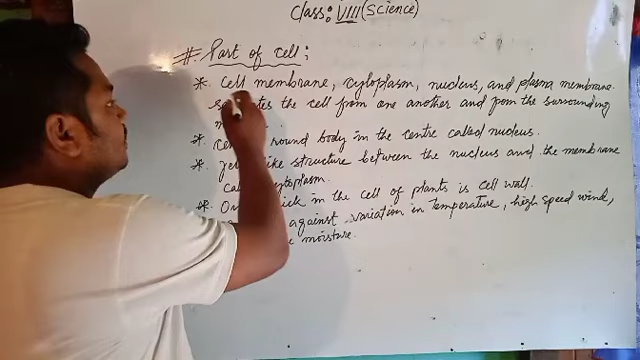 Class: VIII (Science)
#. Part of cell;
* Cell membrane, cytoplasm, nucleus, and plasma membrane
the cell from one another and from the surrounding
* round body in the centre called nucleus.
* like structure between the nucleus and the membrane
cytoplasm.
* in the cell of plants is cell wall.
against variation in temperature, high speed wind,
moisture.